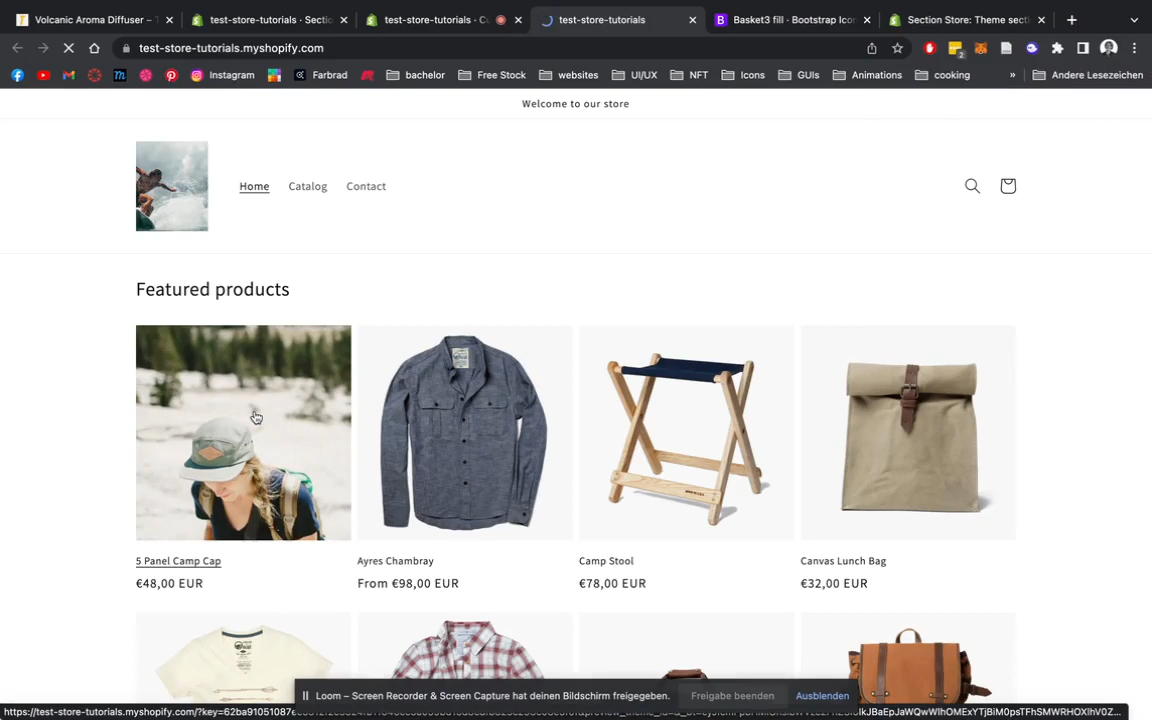 Volcanic Aroma Diffuser – T
test-store-tutorials · Sectio
test-store-tutorials · Cu
test-store-tutorials
Basket3 fill · Bootstrap Icon
Section Store: Theme secti
test-store-tutorials.myshopify.com
Instagram
Farbrad
bachelor
Free Stock
websites
UI/UX
NFT
Icons
GUIs
Animations
cooking
»
Andere Lesezeichen
Welcome to our store
Home
Catalog
Contact
Featured products
5 Panel Camp Cap
€48,00 EUR
Ayres Chambray
From €98,00 EUR
Camp Stool
€78,00 EUR
Canvas Lunch Bag
€32,00 EUR
Loom – Screen Recorder & Screen Capture hat deinen Bildschirm freigegeben.
Freigabe beenden
Ausblenden